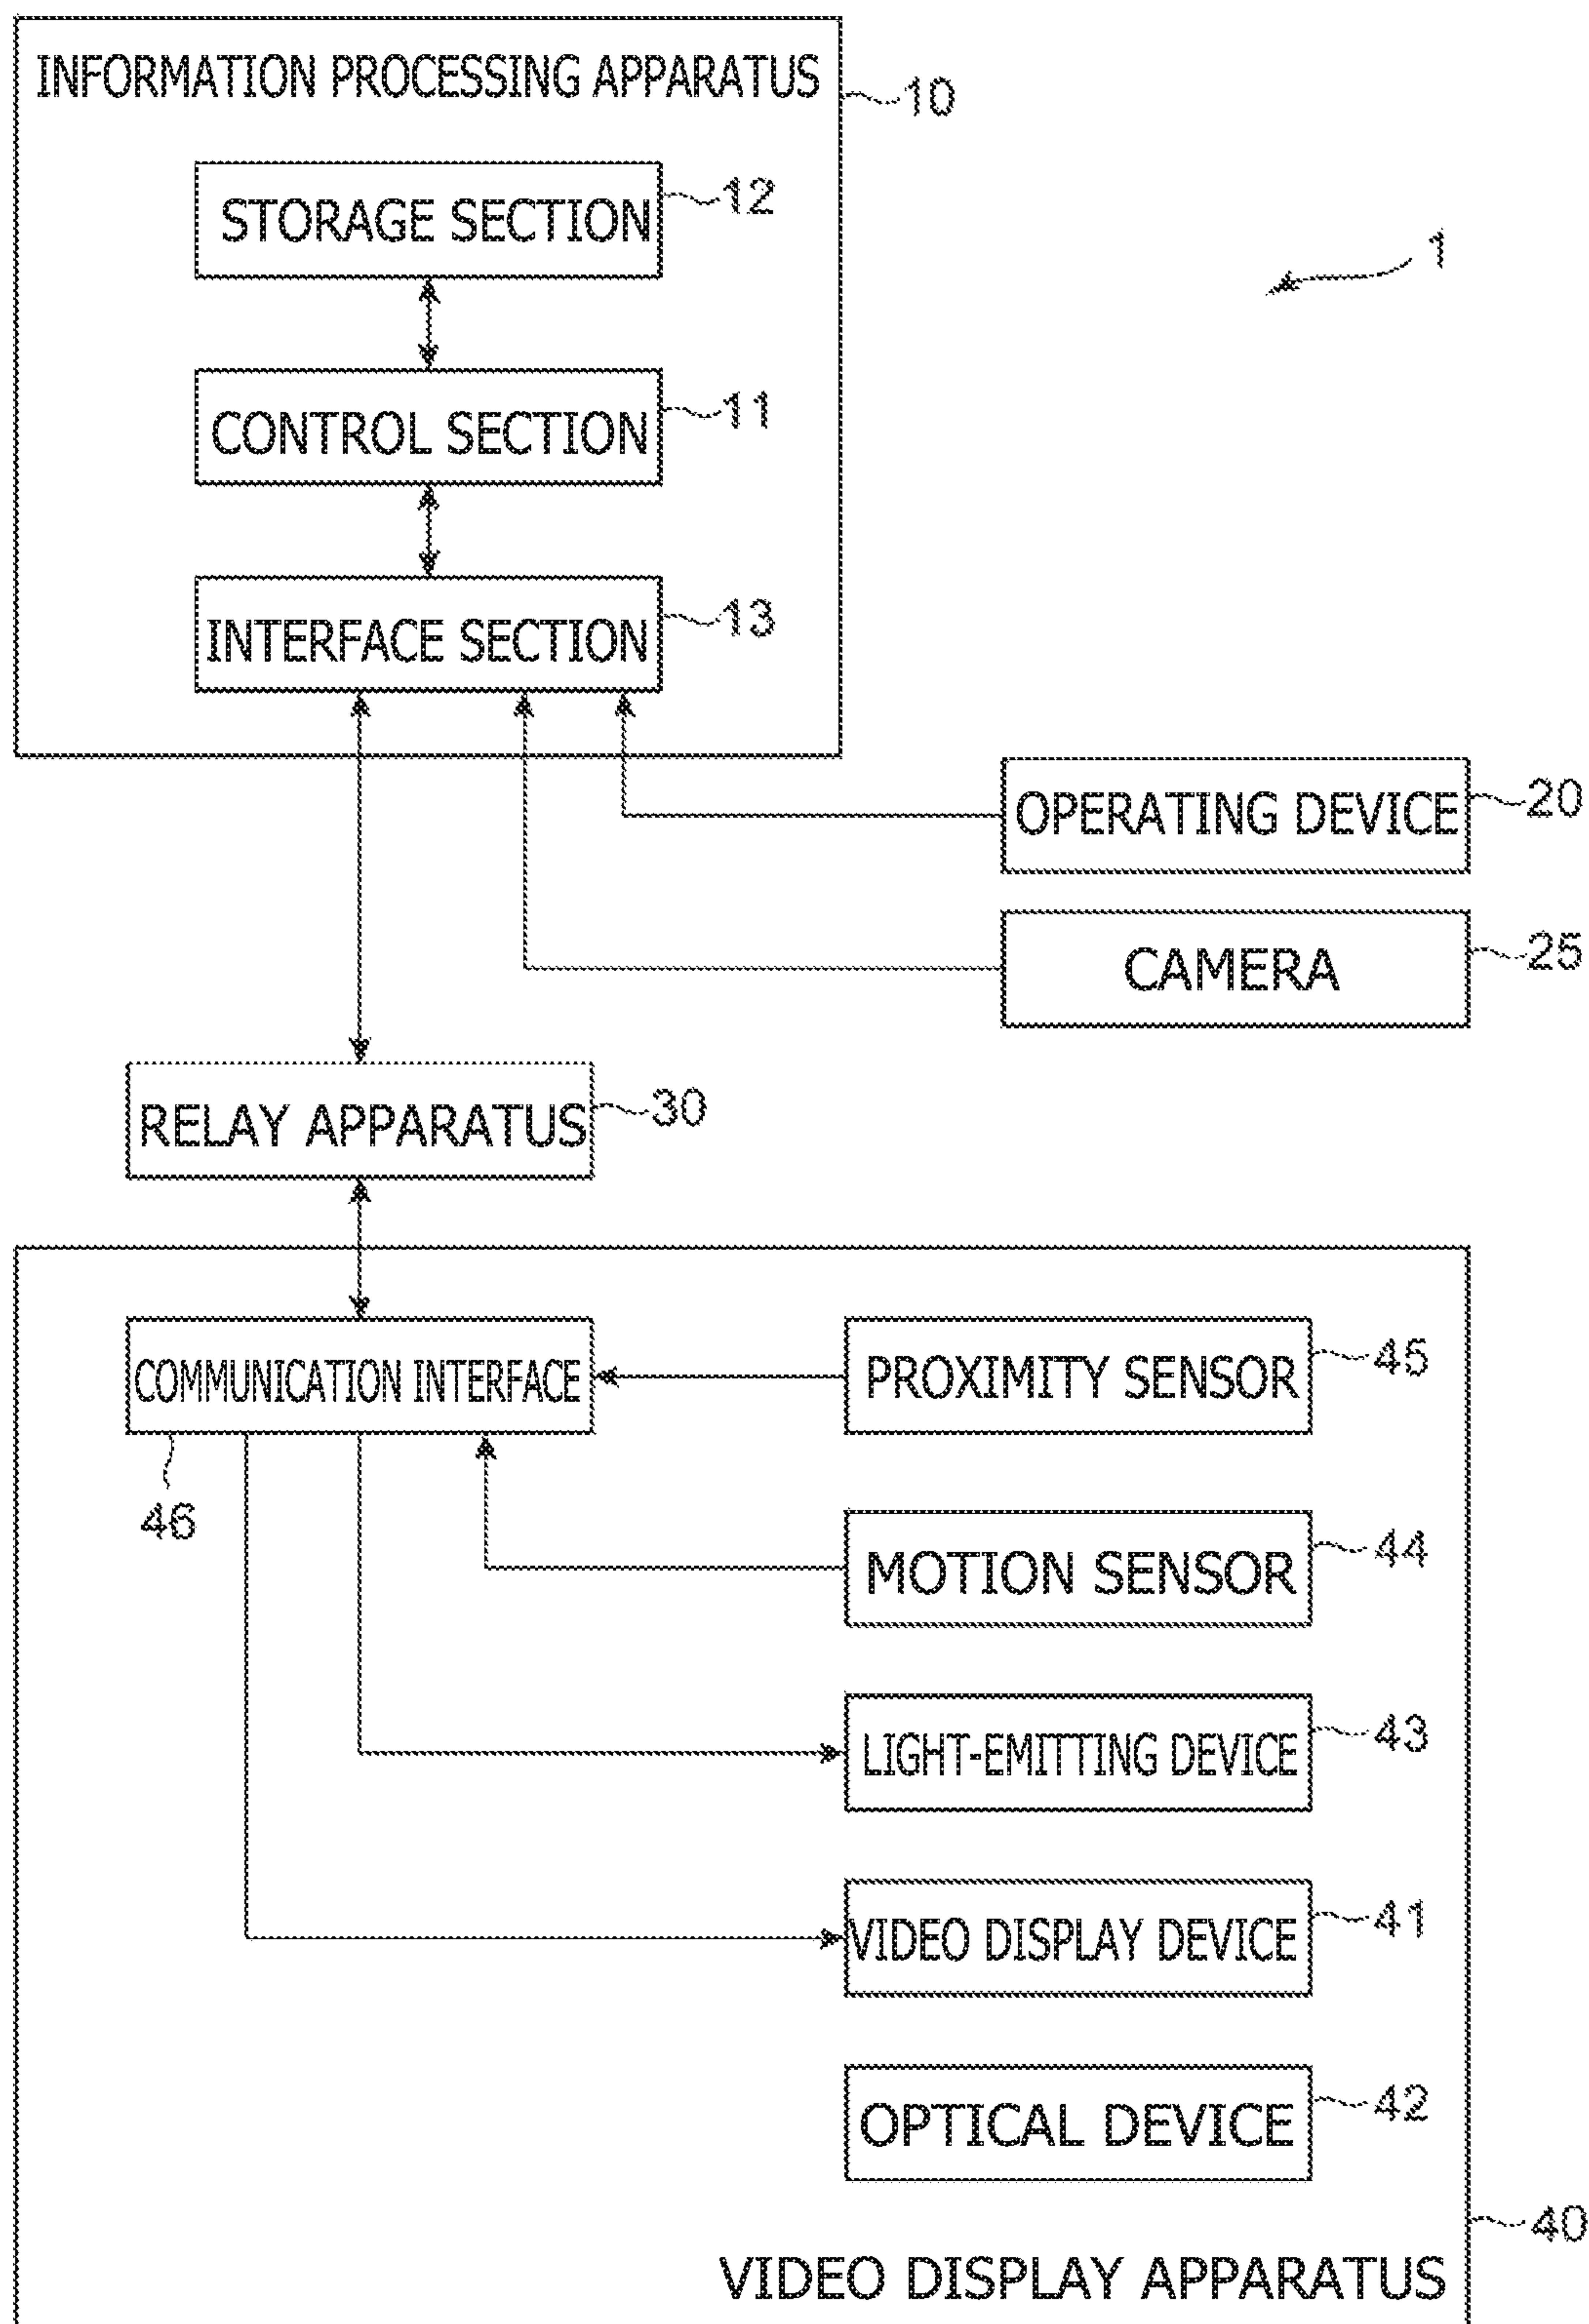 INFORMATION PROCESSING APPARATUS
10
STORAGE SECTION
12
1
CONTROL SECTION
11
INTERFACE SECTION
13
OPERATING DEVICE
20
CAMERA
25
RELAY APPARATUS
30
COMMUNICATION INTERFACE
46
PROXIMITY SENSOR
45
MOTION SENSOR
44
LIGHT-EMITTING DEVICE
43
VIDEO DISPLAY DEVICE
41
OPTICAL DEVICE
42
40
VIDEO DISPLAY APPARATUS